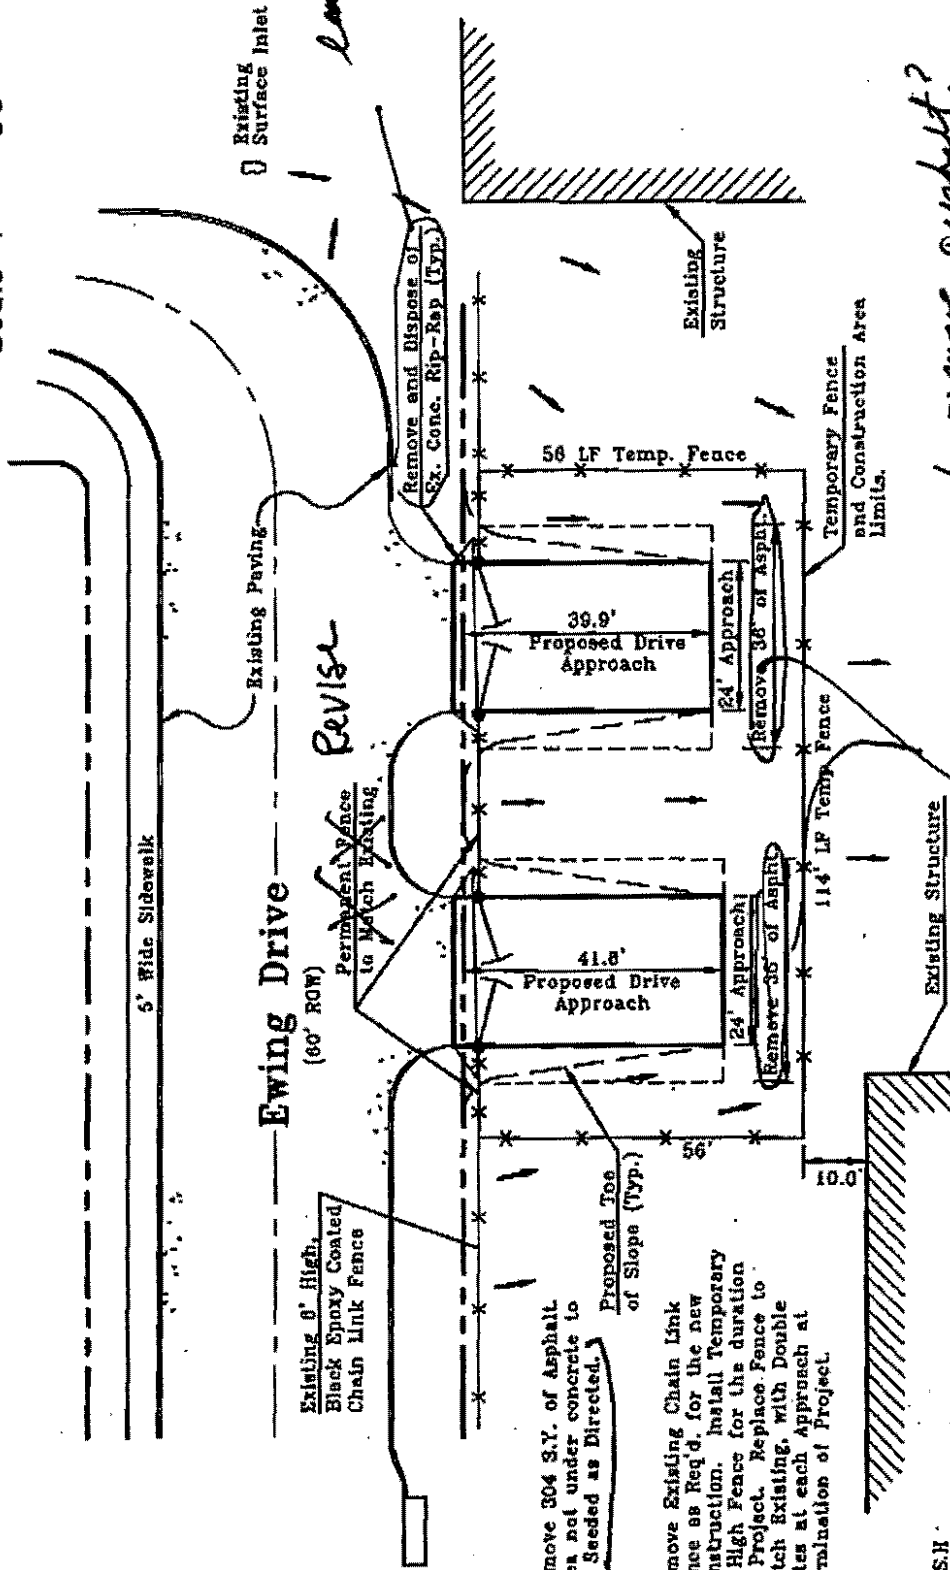 Existing
Surface Inlet
Remove and Dispose of
Ex. Conc. Rip-Rap (Typ.)
Existing Paving
5' Wide Sidewalk
Ewing Drive
(60' ROW)
Revise
Permanent Fence
to Match Existing
Existing 6' High,
Black Epoxy Coated
Chain Link Fence
Existing
Structure
56 LF Temp. Fence
Temporary Fence
and Construction Area
Limits.
39.9'
Proposed Drive
Approach
24' Approach
Remove 36' of Asphlt.
41.8'
Proposed Drive
Approach
24' Approach
Remove 36' of Asphlt.
114' LF Temp Fence
Existing Structure
56'
10.0'
Proposed Toe
of Slope (Typ.)
move 304 S.Y. of Asphalt.
as not under concrete to
Seeded as Directed.
move Existing Chain Link
nce as Req'd. for the new
nstruction. Install Temporary
High Fence for the duration
Project. Replace Fence to
tch Existing, with Double
tes at each Approach at
rmination of Project.
S.H.